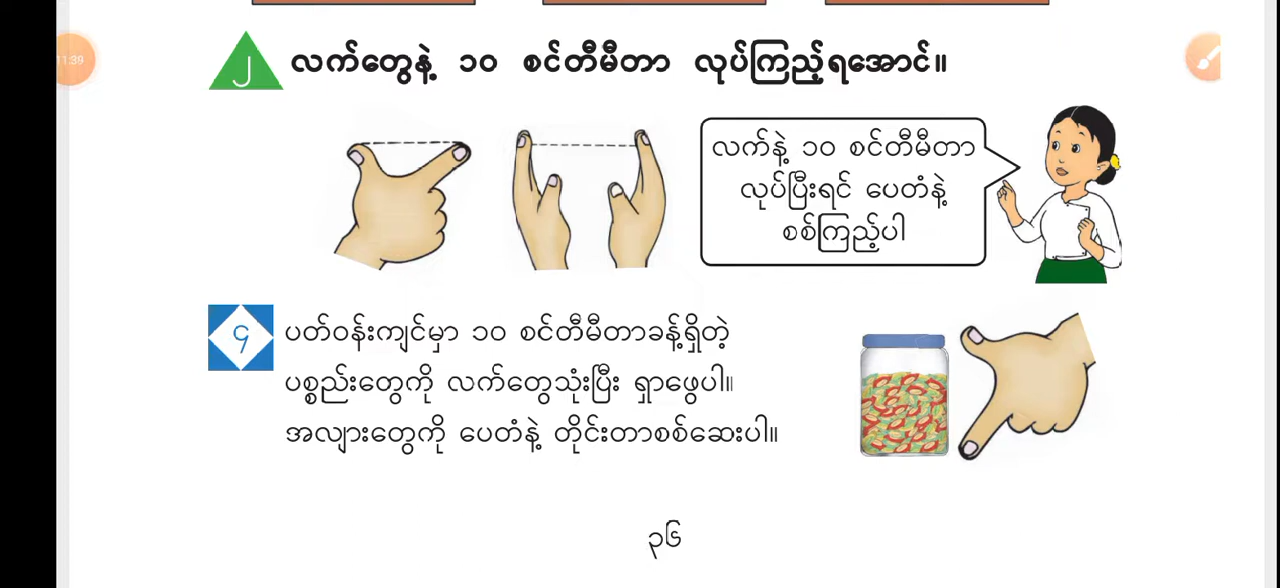 11:39
၂ လက်တွေနဲ့ ၁၀ စင်တီမီတာ လုပ်ကြည့်ရအောင်။
လက်နဲ့ ၁၀ စင်တီမီတာ
လုပ်ပြီးရင် ပေတံနဲ့
စစ်ကြည့်ပါ
၄ ပတ်ဝန်းကျင်မှာ ၁၀ စင်တီမီတာခန့်ရှိတဲ့
ပစ္စည်းတွေကို လက်တွေသုံးပြီး ရှာဖွေပါ။
အလျားတွေကို ပေတံနဲ့ တိုင်းတာစစ်ဆေးပါ။
၃၆